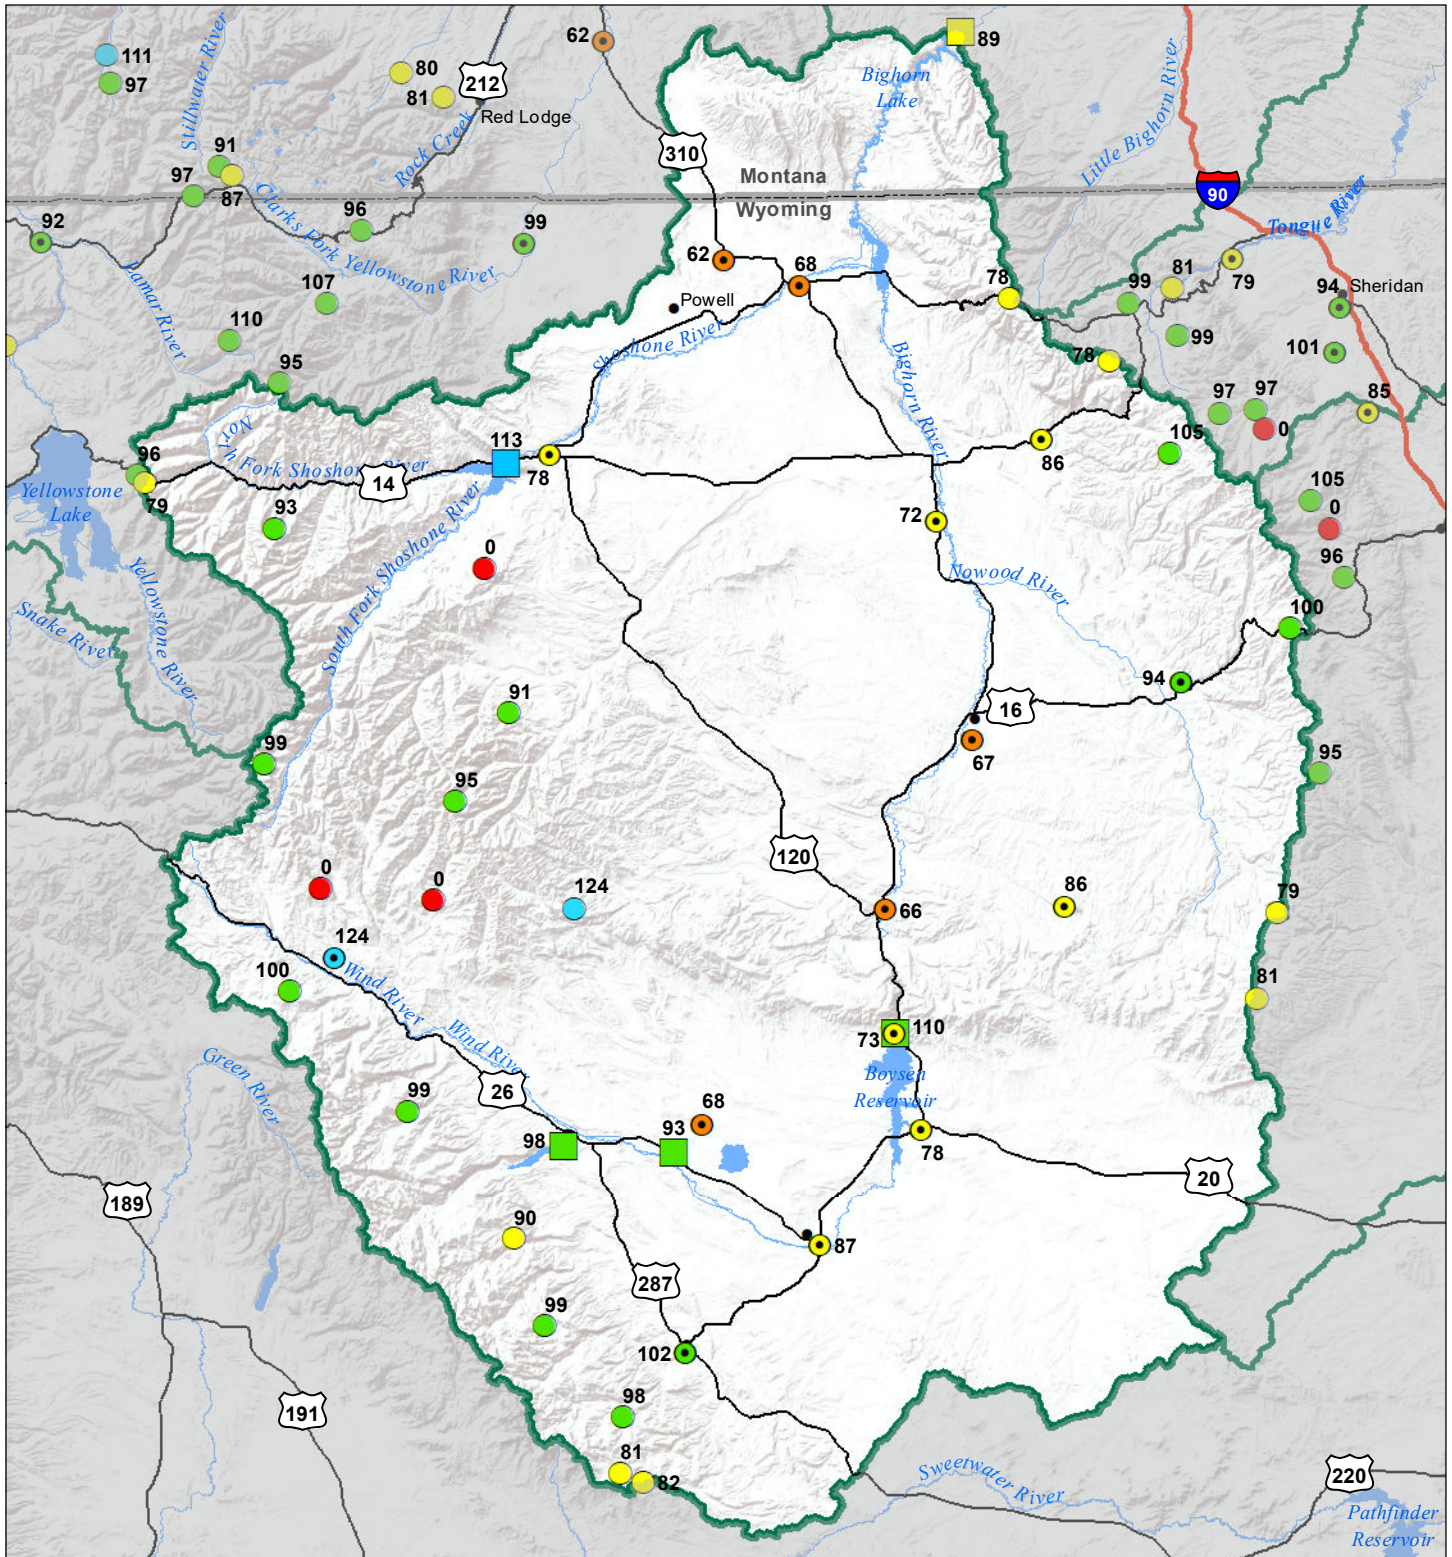 111
97
Stillwater River
80
81
212
Red Lodge
Rock Creek
62
310
89
Bighorn
Lake
Little Bighorn River
90
Montana
Wyoming
91
97
87
Clarks Fork Yellowstone River
96
92
99
Lamar River
107
110
95
62
68
Powell
Shoshone River
78
78
Tongue River
79
81
99
99
94
Sheridan
101
97
97
0
85
105
Bighorn River
86
North Fork Shoshone River
14
113
78
96
79
Yellowstone
Lake
93
0
South Fork Shoshone River
Yellowstone River
Snake River
72
Nowood River
105
0
96
100
94
16
67
91
99
95
95
120
0
0
124
124
100
Wind River
Wind River
66
86
79
81
73
110
Boysen
Reservoir
Green River
99
26
98
93
68
78
20
189
90
87
287
99
102
191
98
81
82
Sweetwater River
220
Pathfinder
Reservoir